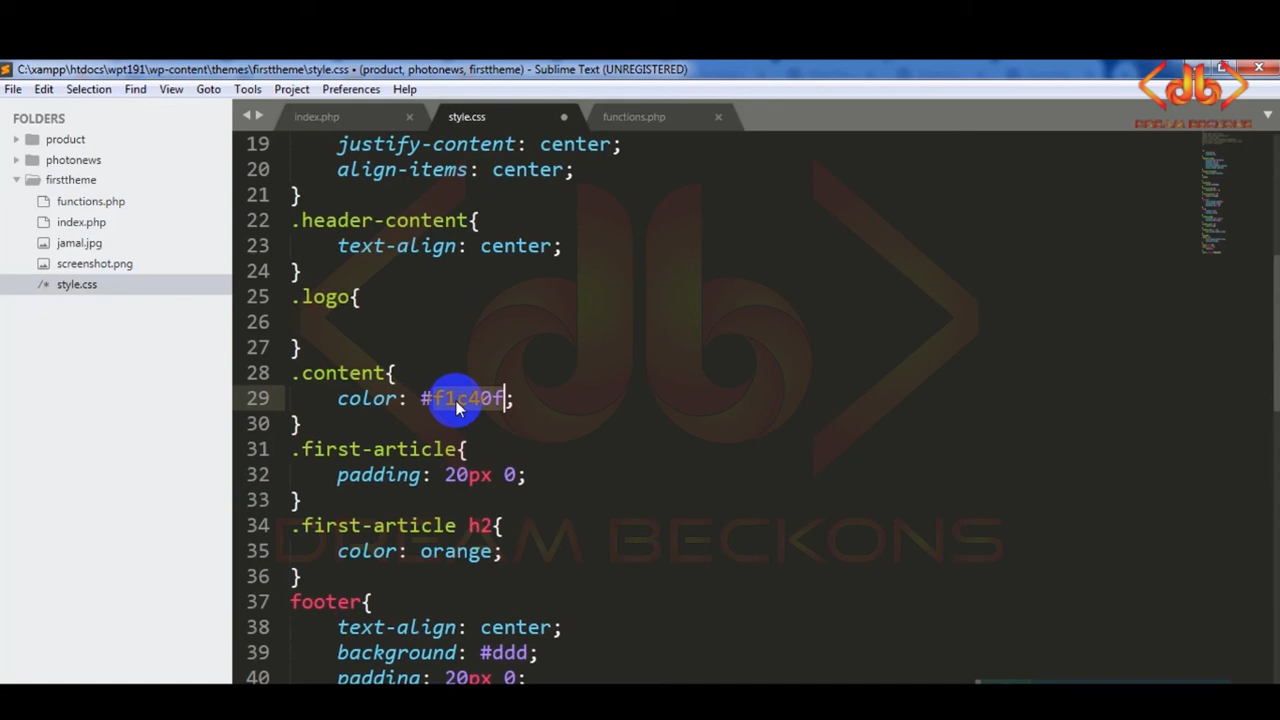 C:\xampp\htdocs\wpt191\wp-content\themes\firsttheme\style.css • (product, photonews, firsttheme) - Sublime Text (UNREGISTERED)
File Edit Selection Find View Goto Tools Project Preferences Help
DREAM BECKONS
FOLDERS
product
photonews
firsttheme
functions.php
index.php
jamal.jpg
screenshot.png
/* style.css
index.php × style.css functions.php ×
19 justify-content: center;
20 align-items: center;
21 }
22 .header-content{
23 text-align: center;
24 }
25 .logo{
26
27 }
28 .content{
29 color: #f1c40f;
30 }
31 .first-article{
32 padding: 20px 0;
33 }
34 .first-article h2{
35 color: orange;
36 }
37 footer{
38 text-align: center;
39 background: #ddd;
40 padding: 20px 0;
DREAM BECKONS